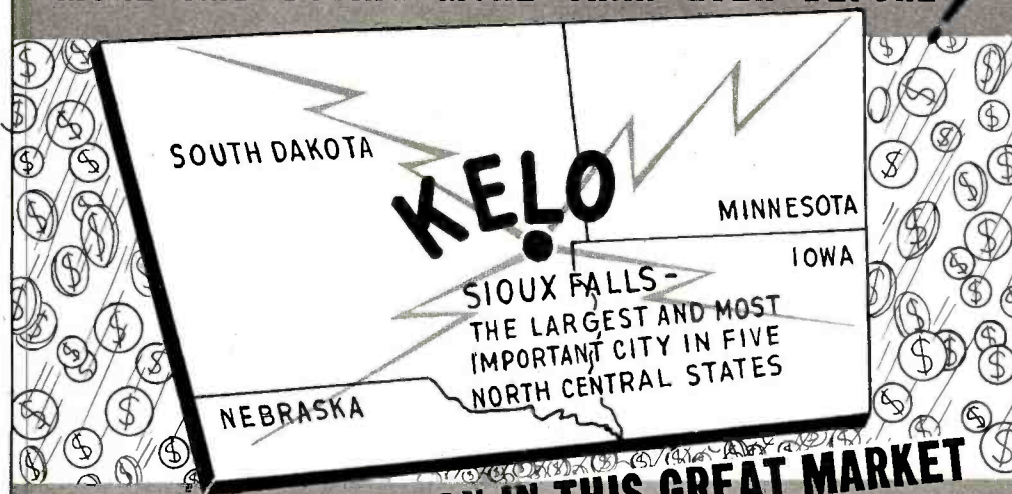 SOUTH DAKOTA
KELO
MINNESOTA
IOWA
SIOUX FALLS-
THE LARGEST AND MOST
IMPORTANT CITY IN FIVE
NORTH CENTRAL STATES
NEBRASKA
IN THIS GREAT MARKET